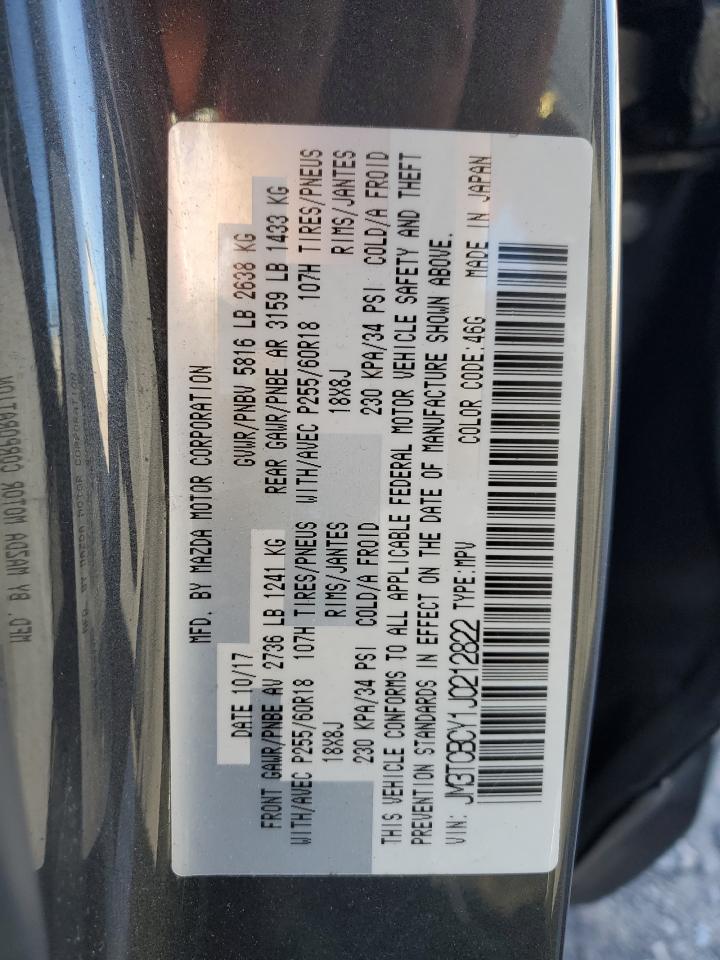 MFD. BY MAZDA MOTOR CORPORATION
DATE 10/17 GVWR/PNBV 5816 LB 2638 KG
FRONT GAWR/PNBE AV 2736 LB 1241 KG REAR GAWR/PNBE AR 3159 LB 1433 KG
WITH/AVEC P255/60R18 107H TIRES/PNEUS WITH/AVEC P255/60R18 107H TIRES/PNEUS
18X8J RIMS/JANTES 18X8J RIMS/JANTES
230 KPA/34 PSI COLD/A FROID 230 KPA/34 PSI COLD/A FROID
THIS VEHICLE CONFORMS TO ALL APPLICABLE FEDERAL MOTOR VEHICLE SAFETY AND THEFT
PREVENTION STANDARDS IN EFFECT ON THE DATE OF MANUFACTURE SHOWN ABOVE.
VIN: JM3TCBCY1J0212822 TYPE:MPV COLOR CODE:46G MADE IN JAPAN